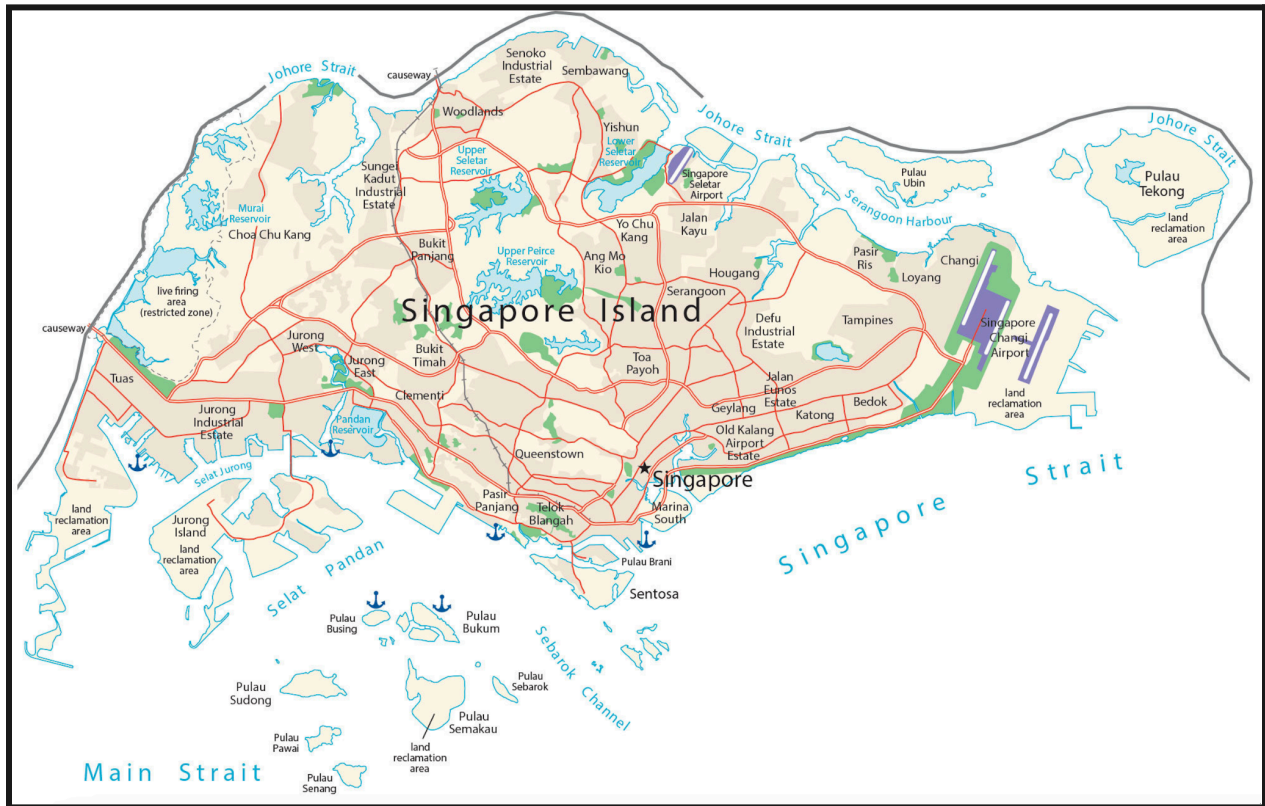 Johore Strait
causeway
Senoko
Industrial
Estate
Sembawang
Woodlands
Johore Strait
Johore Strait
Yishun
Lower
Seletar
Reservoir
Upper
Seletar
Reservoir
Sungei
Kadut
Industrial
Estate
Singapore
Seletar
Airport
Pulau
Ubin
Pulau
Tekong
land
reclamation
area
Murai
Reservoir
Choa Chu Kang
Serangoon Harbour
Yo Chu
Kang
Jalan
Kayu
Bukit
Panjang
Upper Peirce
Reservoir
Ang Mo
Kio
Hougang
Pasir
Ris
Loyang
Changi
live firing
area
(restricted zone)
Serangoon
Singapore Island
causeway
Defu
Industrial
Estate
Tampines
Singapore
Changi
Airport
Jurong
West
Jurong
East
Bukit
Timah
Toa
Payoh
Tuas
Clementi
Jalan
Eunos
Estate
land
reclamation
area
Jurong
Industrial
Estate
Pandan
Reservoir
Geylang
Katong
Bedok
Old Kalang
Airport
Estate
Queenstown
Selat Jurong
Singapore
Singapore Strait
Pasir
Panjang
Telok
Blangah
Marina
South
land
reclamation
area
Jurong
Island
land
reclamation
area
Selat Pandan
Pulau Brani
Sentosa
Pulau
Busing
Pulau
Bukum
Sebarok Channel
Pulau
Sudong
Pulau
Sebarok
Pulau
Semakau
land
reclamation
area
Pulau
Pawai
Main Strait
Pulau
Senang